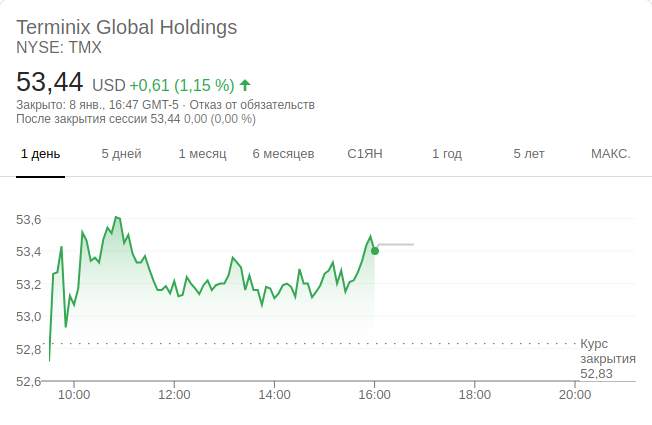 Terminix Global Holdings
NYSE: TMX
53,44 USD +0,61 (1,15 %)
Закрыто: 8 янв., 16:47 GMT-5 · Отказ от обязательств
После закрытия сессии 53,44 0,00 (0,00 %)
1 день 5 дней 1 месяц 6 месяцев С1ЯН 1 год 5 лет МАКС.
53,6
53,4
53,2
53,0
52,8
52,6
Курс
закрытия
52,83
10:00 12:00 14:00 16:00 18:00 20:00